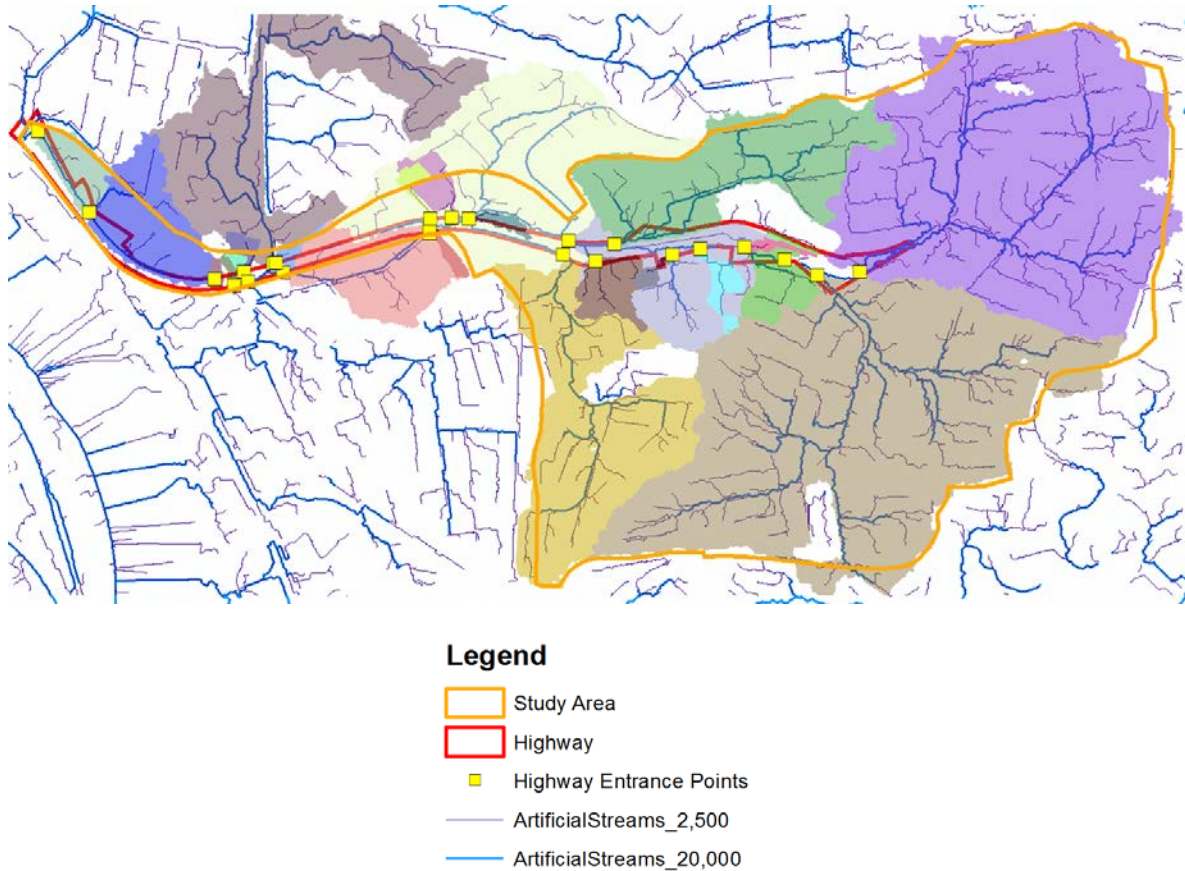 Legend
Study Area
Highway
Highway Entrance Points
ArtificialStreams_2,500
ArtificialStreams_20,000